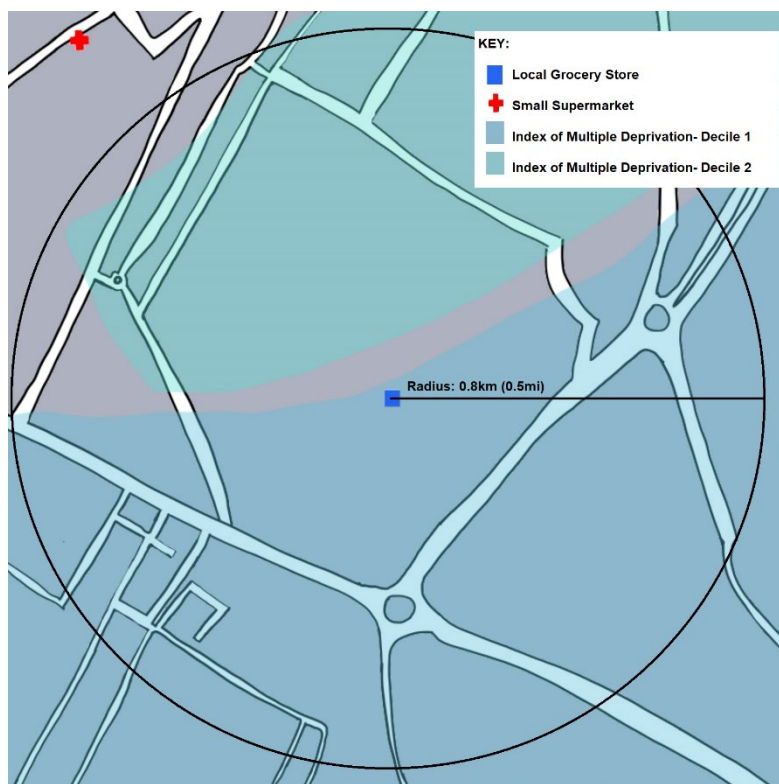 KEY:
Local Grocery Store
Small Supermarket
Index of Multiple Deprivation- Decile 1
Index of Multiple Deprivation- Decile 2
Radius: 0.8km (0.5mi)